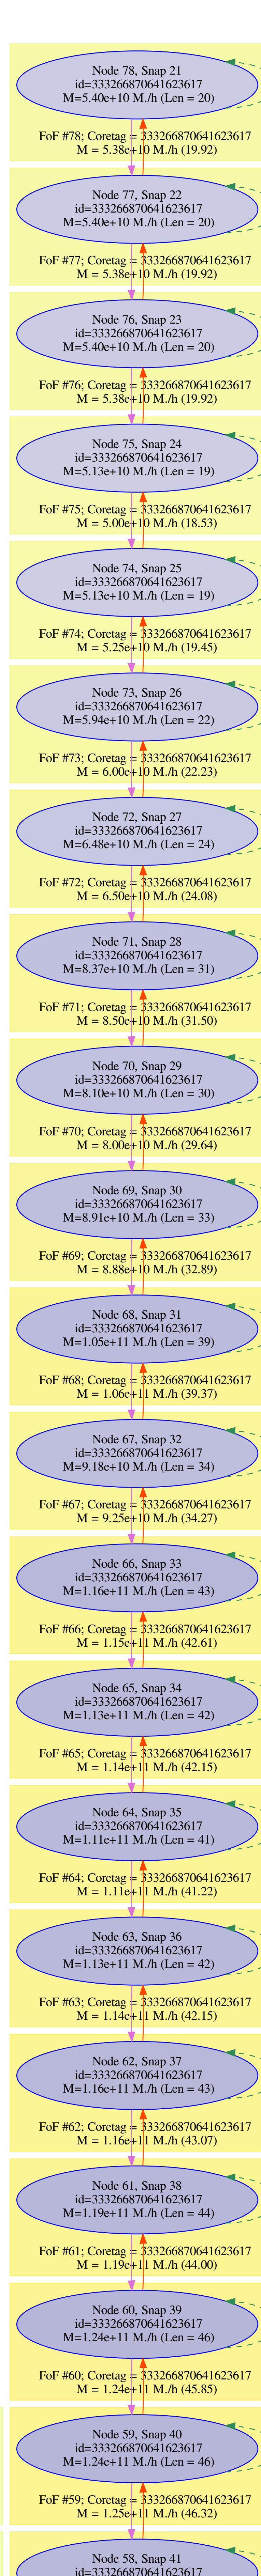 Node 78, Snap 21
id=333266870641623617
M=5.40e+10 M./h (Len = 20)
FoF #78; Coretag = 333266870641623617
M = 5.38e+10 M./h (19.92)
Node 77, Snap 22
id=333266870641623617
M=5.40e+10 M./h (Len = 20)
FoF #77; Coretag = 333266870641623617
M = 5.38e+10 M./h (19.92)
Node 76, Snap 23
id=333266870641623617
M=5.40e+10 M./h (Len = 20)
FoF #76; Coretag = 333266870641623617
M = 5.38e+10 M./h (19.92)
Node 75, Snap 24
id=333266870641623617
M=5.13e+10 M./h (Len = 19)
FoF #75; Coretag = 333266870641623617
M = 5.00e+10 M./h (18.53)
Node 74, Snap 25
id=333266870641623617
M=5.13e+10 M./h (Len = 19)
FoF #74; Coretag = 333266870641623617
M = 5.25e+10 M./h (19.45)
Node 73, Snap 26
id=333266870641623617
M=5.94e+10 M./h (Len = 22)
FoF #73; Coretag = 333266870641623617
M = 6.00e+10 M./h (22.23)
Node 72, Snap 27
id=333266870641623617
M=6.48e+10 M./h (Len = 24)
FoF #72; Coretag = 333266870641623617
M = 6.50e+10 M./h (24.08)
Node 71, Snap 28
id=333266870641623617
M=8.37e+10 M./h (Len = 31)
FoF #71; Coretag = 333266870641623617
M = 8.50e+10 M./h (31.50)
Node 70, Snap 29
id=333266870641623617
M=8.10e+10 M./h (Len = 30)
FoF #70; Coretag = 333266870641623617
M = 8.00e+10 M./h (29.64)
Node 69, Snap 30
id=333266870641623617
M=8.91e+10 M./h (Len = 33)
FoF #69; Coretag = 333266870641623617
M = 8.88e+10 M./h (32.89)
Node 68, Snap 31
id=333266870641623617
M=1.05e+11 M./h (Len = 39)
FoF #68; Coretag = 333266870641623617
M = 1.06e+11 M./h (39.37)
Node 67, Snap 32
id=333266870641623617
M=9.18e+10 M./h (Len = 34)
FoF #67; Coretag = 333266870641623617
M = 9.25e+10 M./h (34.27)
Node 66, Snap 33
id=333266870641623617
M=1.16e+11 M./h (Len = 43)
FoF #66; Coretag = 333266870641623617
M = 1.15e+11 M./h (42.61)
Node 65, Snap 34
id=333266870641623617
M=1.13e+11 M./h (Len = 42)
FoF #65; Coretag = 333266870641623617
M = 1.14e+11 M./h (42.15)
Node 64, Snap 35
id=333266870641623617
M=1.11e+11 M./h (Len = 41)
FoF #64; Coretag = 333266870641623617
M = 1.11e+11 M./h (41.22)
Node 63, Snap 36
id=333266870641623617
M=1.13e+11 M./h (Len = 42)
FoF #63; Coretag = 333266870641623617
M = 1.14e+11 M./h (42.15)
Node 62, Snap 37
id=333266870641623617
M=1.16e+11 M./h (Len = 43)
FoF #62; Coretag = 333266870641623617
M = 1.16e+11 M./h (43.07)
Node 61, Snap 38
id=333266870641623617
M=1.19e+11 M./h (Len = 44)
FoF #61; Coretag = 333266870641623617
M = 1.19e+11 M./h (44.00)
Node 60, Snap 39
id=333266870641623617
M=1.24e+11 M./h (Len = 46)
FoF #60; Coretag = 333266870641623617
M = 1.24e+11 M./h (45.85)
Node 59, Snap 40
id=333266870641623617
M=1.24e+11 M./h (Len = 46)
FoF #59; Coretag = 333266870641623617
M = 1.25e+11 M./h (46.32)
Node 58, Snap 41